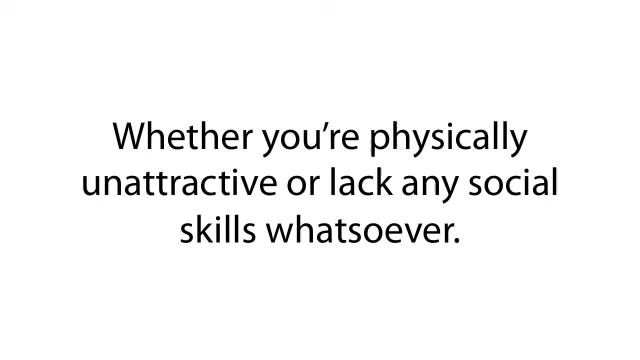 Whether you’re physically
unattractive or lack any social
skills whatsoever.